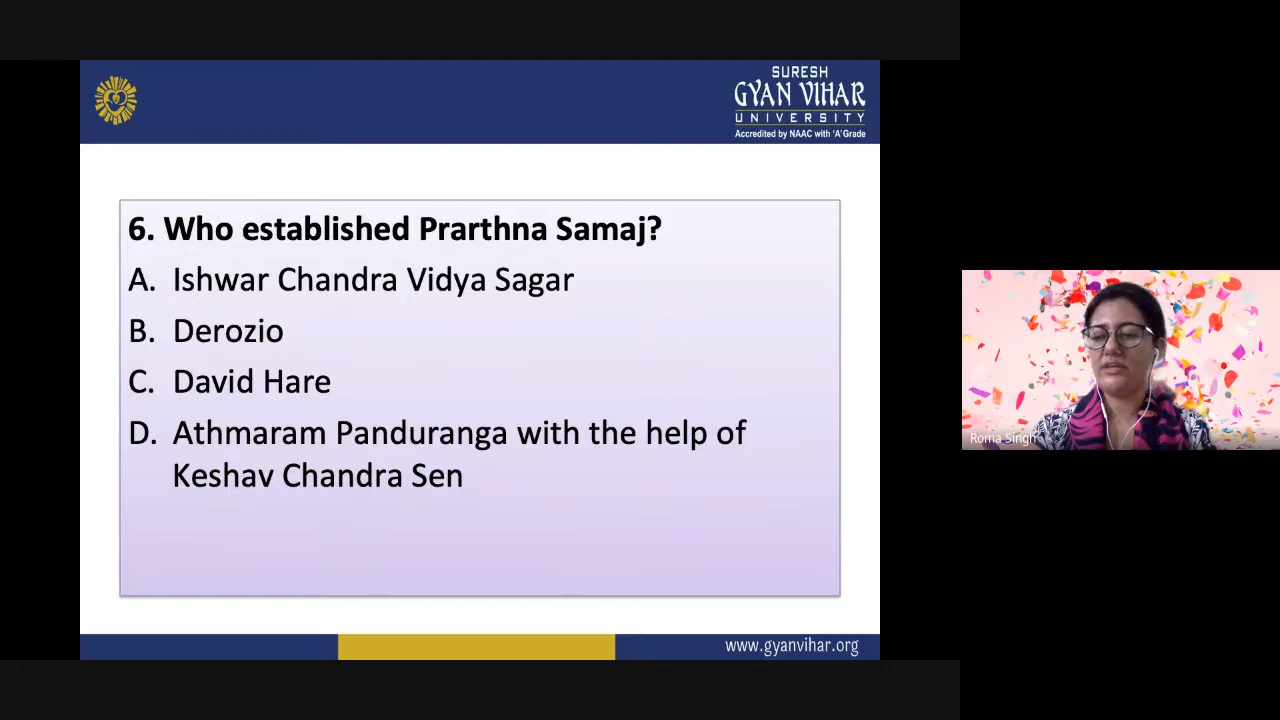 SURESH
GYAN VIHAR
UNIVERSITY
Accredited by NAAC with 'A' Grade
6. Who established Prarthna Samaj?
A. Ishwar Chandra Vidya Sagar
B. Derozio
C. David Hare
D. Athmaram Panduranga with the help of
Keshav Chandra Sen
Roma Singh
www.gyanvihar.org